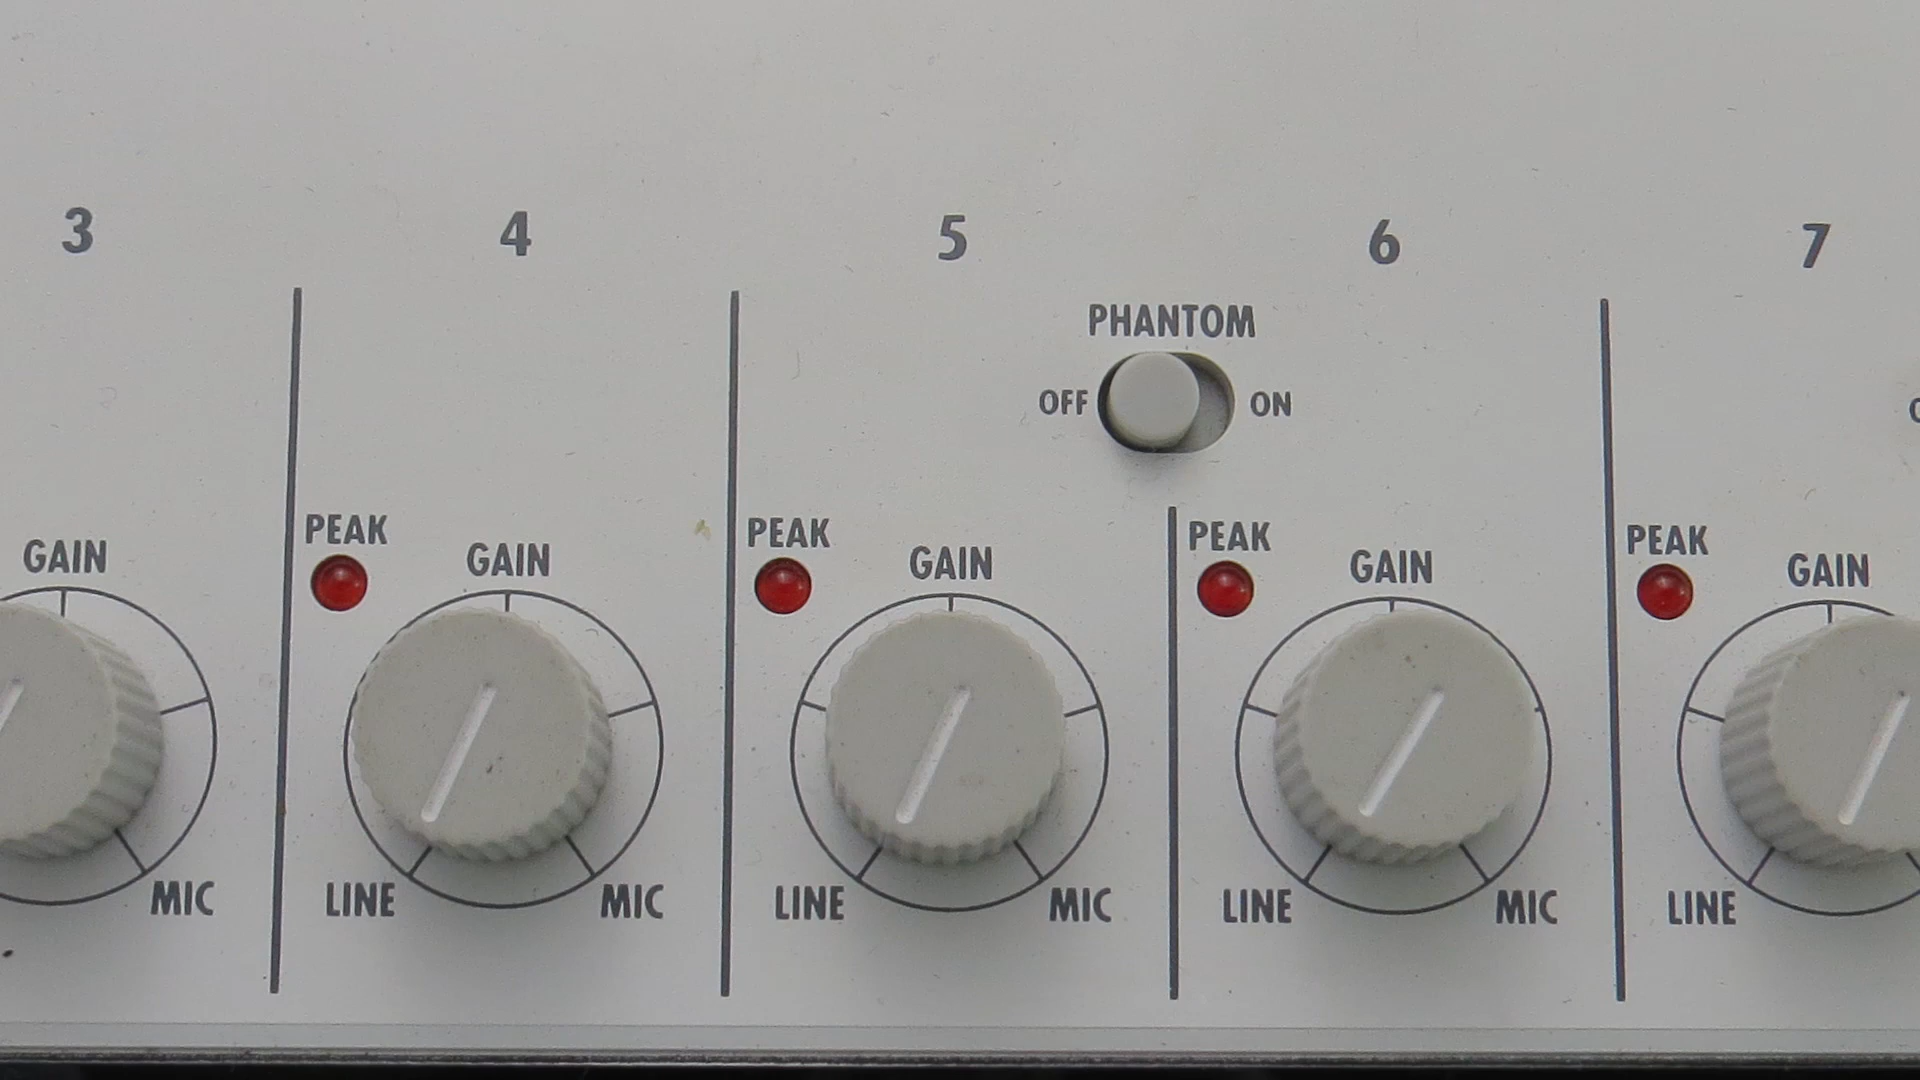 3 4 5 6 7
PHANTOM
OFF ON
PEAK PEAK PEAK PEAK
GAIN GAIN GAIN GAIN GAIN
MIC LINE MIC LINE MIC LINE MIC LINE